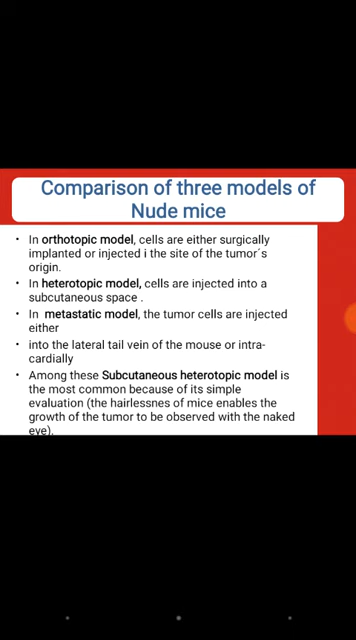 Comparison of three models of
Nude mice
• In orthotopic model, cells are either surgically
implanted or injected i the site of the tumor´s
origin.
• In heterotopic model, cells are injected into a
subcutaneous space .
• In  metastatic model, the tumor cells are injected
either
• into the lateral tail vein of the mouse or intra-
cardially
• Among these Subcutaneous heterotopic model is
the most common because of its simple
evaluation (the hairlessnes of mice enables the
growth of the tumor to be observed with the naked
eye).